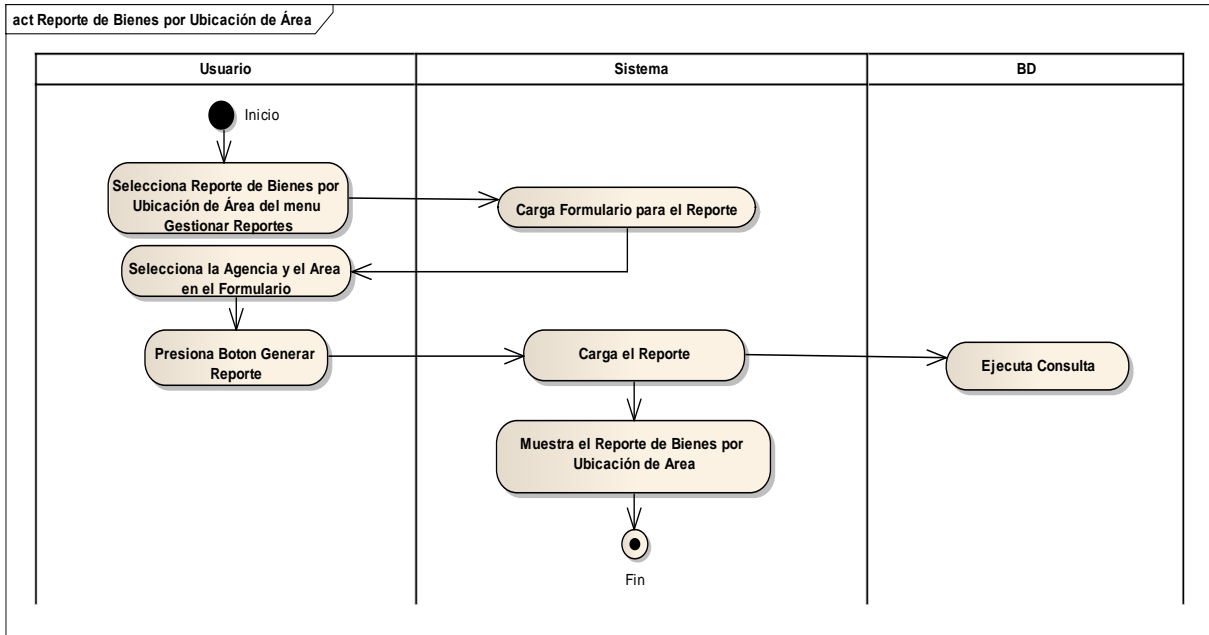 act Reporte de Bienes por Ubicación de Área
Usuario
Sistema
BD
Inicio
Selecciona Reporte de Bienes por
Ubicación de Área del menu
Gestionar Reportes
Carga Formulario para el Reporte
Selecciona la Agencia y el Area
en el Formulario
Presiona Boton Generar
Reporte
Carga el Reporte
Ejecuta Consulta
Muestra el Reporte de Bienes por
Ubicación de Area
Fin